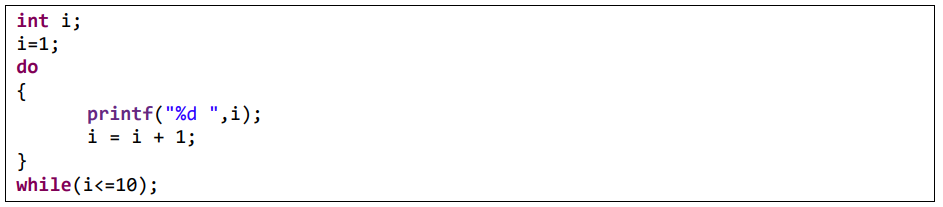 int i;
i=1;
do
{
printf("%d ",i);
i = i + 1;
}
while(i<=10);